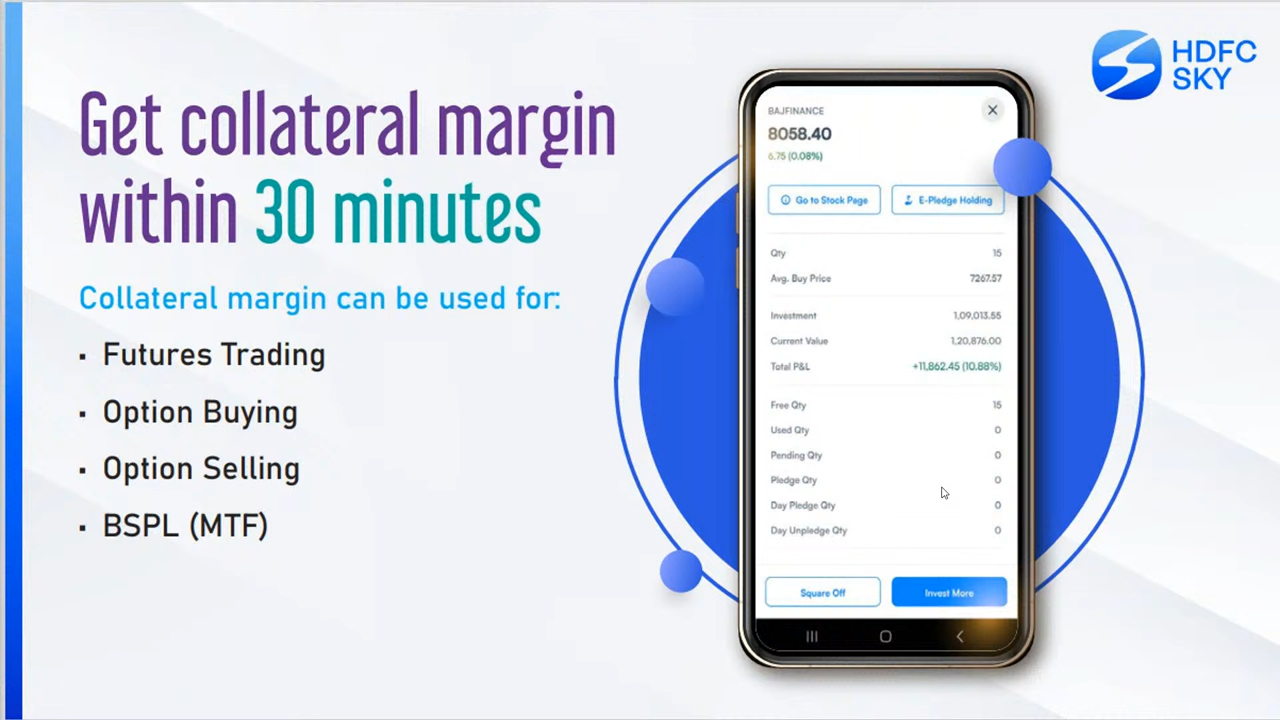 HDFC
SKY
Get collateral margin
within 30 minutes
Collateral margin can be used for:
▪ Futures Trading
▪ Option Buying
▪ Option Selling
▪ BSPL (MTF)
BAJFINANCE
8058.40
6.75 (0.08%)
Go to Stock Page
E-Pledge Holding
Qty 15
Avg. Buy Price 7267.57
Investment 1,09,013.55
Current Value 1,20,876.00
Total P&L +11,862.45 (10.88%)
Free Qty 15
Used Qty 0
Pending Qty 0
Pledge Qty 0
Day Pledge Qty 0
Day Unpledge Qty 0
Square Off
Invest More